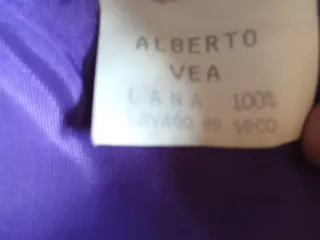 ALBERTO
VEA
LANA 100%
Lavado en seco